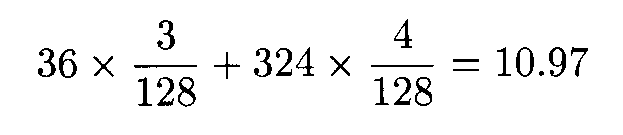 36 × 3/128 + 324 × 4/128 = 10.97